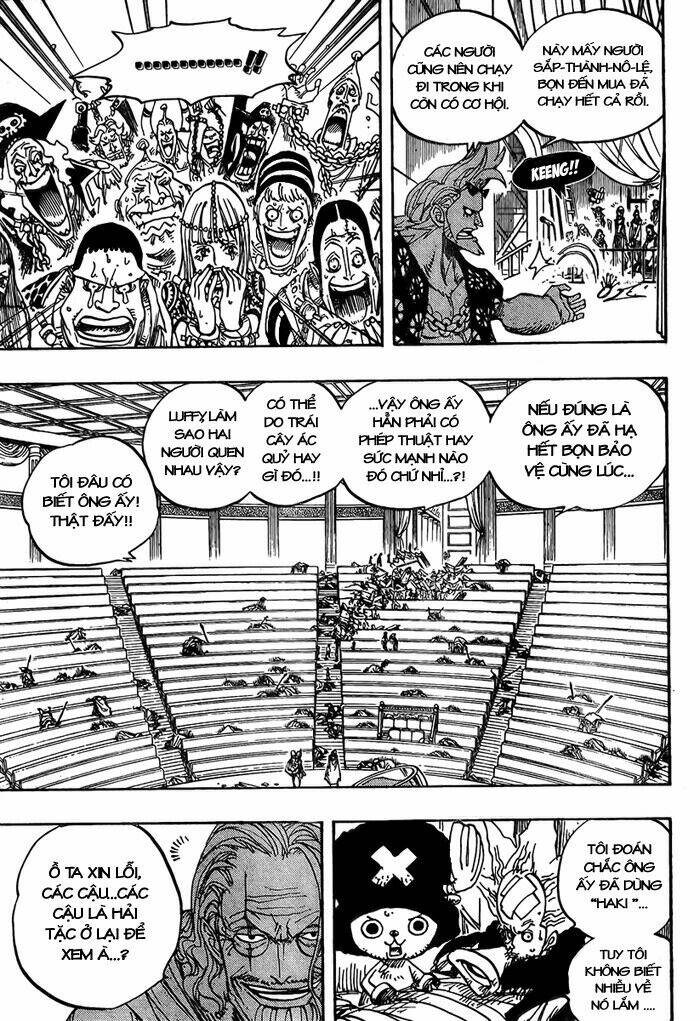 NÀY MẤY NGƯỜI
SẮP-THÀNH-NÔ-LỆ,
BỌN ĐẾN MUA ĐÃ
CHẠY HẾT CẢ RỒI.
CÁC NGƯỜI
CŨNG NÊN CHẠY
ĐI TRONG KHI
CÒN CÓ CƠ HỘI.
KEENG!!
..............!!
NẾU ĐÚNG LÀ
ÔNG ẤY ĐÃ HẠ
HẾT BỌN BẢO
VỆ CÙNG LÚC...
...VẬY ÔNG ẤY
HẲN PHẢI CÓ
PHÉP THUẬT HAY
SỨC MẠNH NÀO
ĐÓ CHỨ NHỈ...?
CÓ THỂ
DO TRÁI
CÂY ÁC
QUỶ HAY
GÌ ĐÓ...!!
LUFFY,LÀM
SAO HAI
NGƯỜI QUEN
NHAU VẬY?
TÔI ĐÂU CÓ
BIẾT ÔNG ẤY!
THẬT ĐẤY!!
TÔI ĐOÁN
CHẮC ÔNG
ẤY ĐÃ DÙNG
“HAKI ”...
TUY TÔI
KHÔNG BIẾT
NHIỀU VỀ
NÓ LẮM ....
Ồ TA XIN LỖI,
CÁC CẬU..CÁC
CẬU LÀ HẢI
TẶC Ở LẠI ĐỂ
XEM À...?